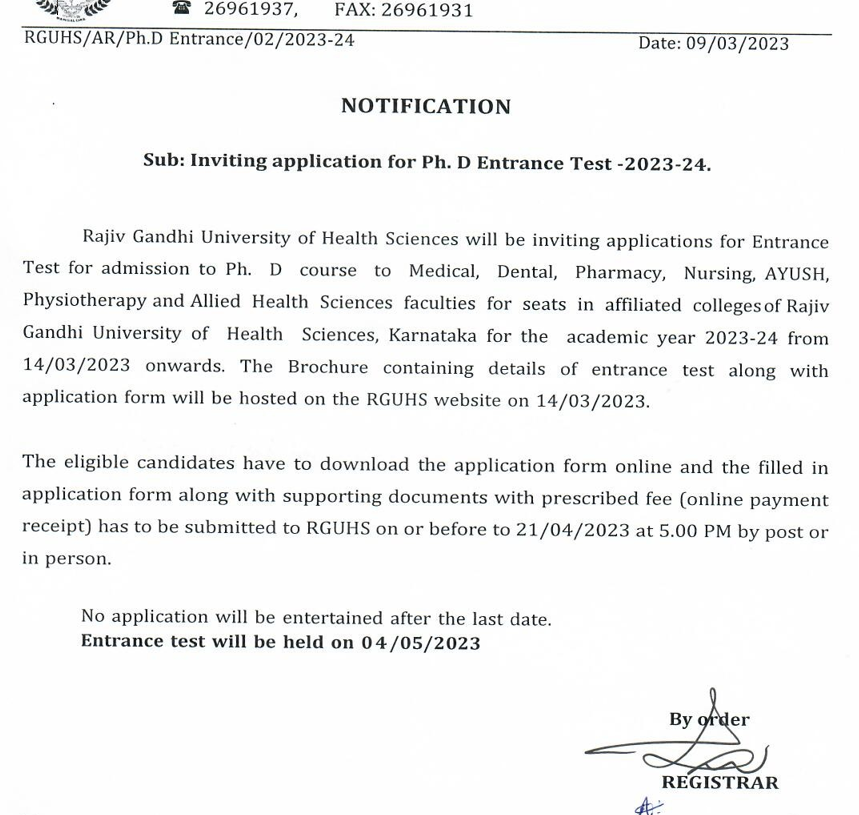 ☎ 26961937, FAX: 26961931
RGUHS/AR/Ph.D Entrance/02/2023-24 Date: 09/03/2023
NOTIFICATION
Sub: Inviting application for Ph. D Entrance Test -2023-24.
Rajiv Gandhi University of Health Sciences will be inviting applications for Entrance
Test for admission to Ph. D course to Medical, Dental, Pharmacy, Nursing, AYUSH,
Physiotherapy and Allied Health Sciences faculties for seats in affiliated colleges of Rajiv
Gandhi University of Health Sciences, Karnataka for the academic year 2023-24 from
14/03/2023 onwards. The Brochure containing details of entrance test along with
application form will be hosted on the RGUHS website on 14/03/2023.
The eligible candidates have to download the application form online and the filled in
application form along with supporting documents with prescribed fee (online payment
receipt) has to be submitted to RGUHS on or before to 21/04/2023 at 5.00 PM by post or
in person.
No application will be entertained after the last date.
Entrance test will be held on 04/05/2023
By order
REGISTRAR